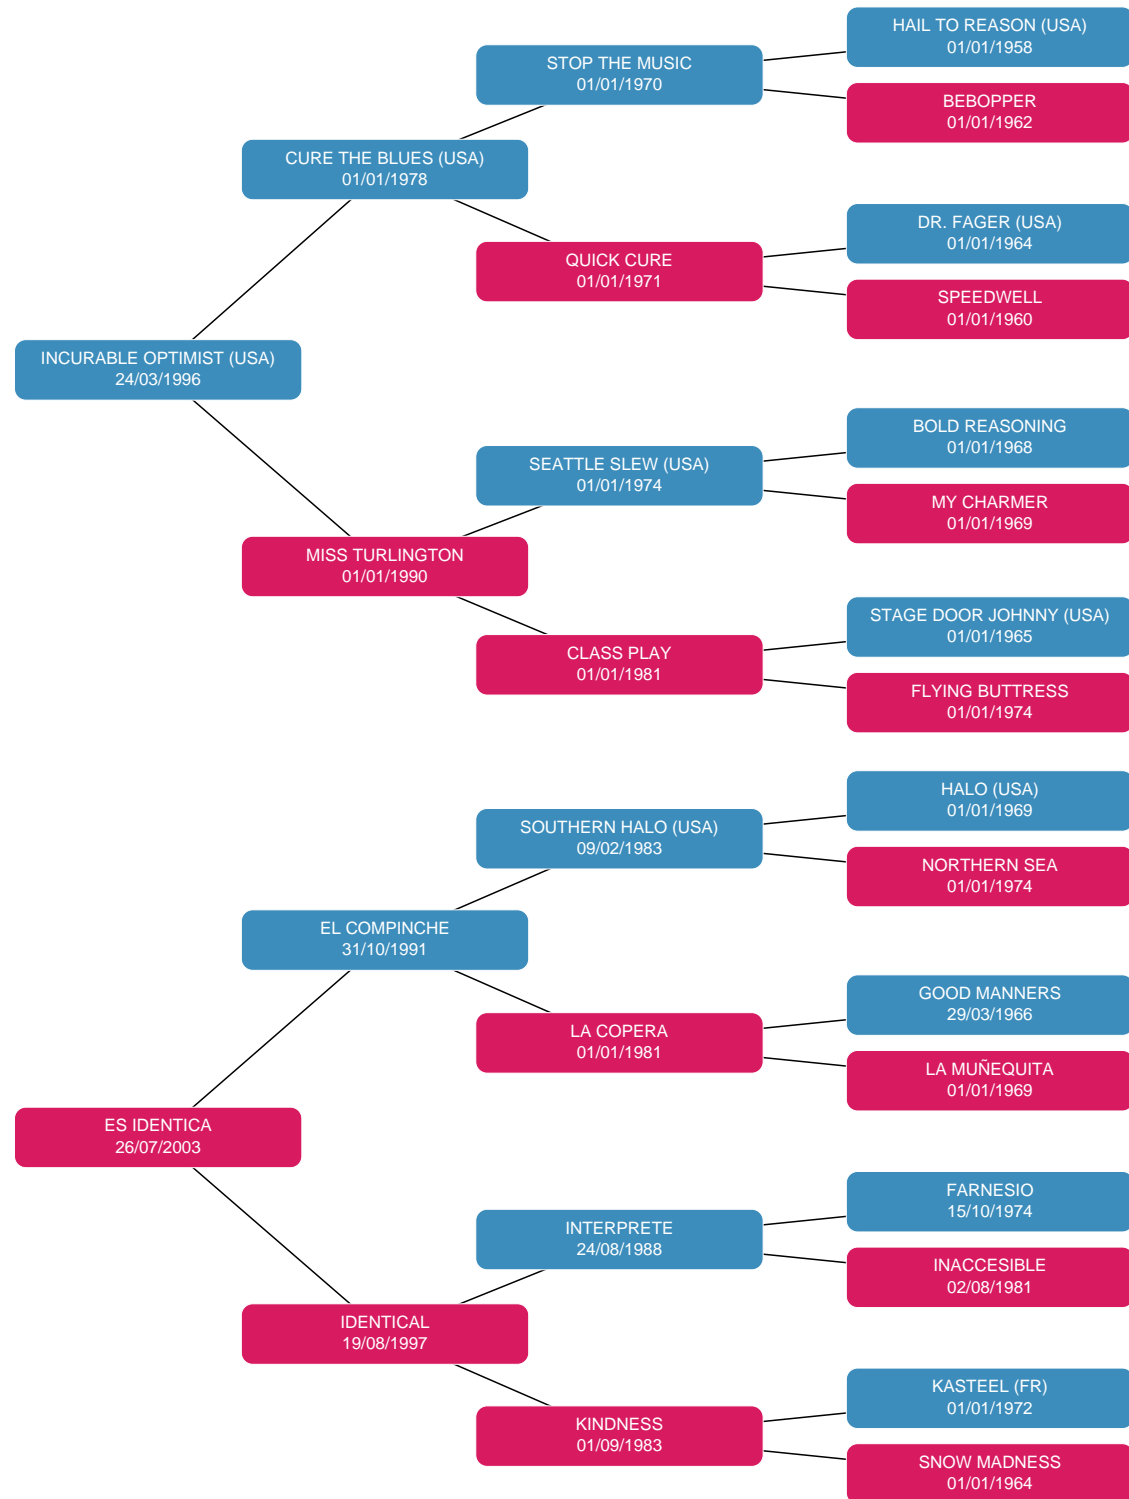 HAIL TO REASON (USA)
01/01/1958
STOP THE MUSIC
01/01/1970
BEBOPPER
01/01/1962
CURE THE BLUES (USA)
01/01/1978
DR. FAGER (USA)
01/01/1964
QUICK CURE
01/01/1971
SPEEDWELL
01/01/1960
INCURABLE OPTIMIST (USA)
24/03/1996
BOLD REASONING
01/01/1968
SEATTLE SLEW (USA)
01/01/1974
MY CHARMER
01/01/1969
MISS TURLINGTON
01/01/1990
STAGE DOOR JOHNNY (USA)
01/01/1965
CLASS PLAY
01/01/1981
FLYING BUTTRESS
01/01/1974
HALO (USA)
01/01/1969
SOUTHERN HALO (USA)
09/02/1983
NORTHERN SEA
01/01/1974
EL COMPINCHE
31/10/1991
GOOD MANNERS
29/03/1966
LA COPERA
01/01/1981
LA MUÑEQUITA
01/01/1969
ES IDENTICA
26/07/2003
FARNESIO
15/10/1974
INTERPRETE
24/08/1988
INACCESIBLE
02/08/1981
IDENTICAL
19/08/1997
KASTEEL (FR)
01/01/1972
KINDNESS
01/09/1983
SNOW MADNESS
01/01/1964